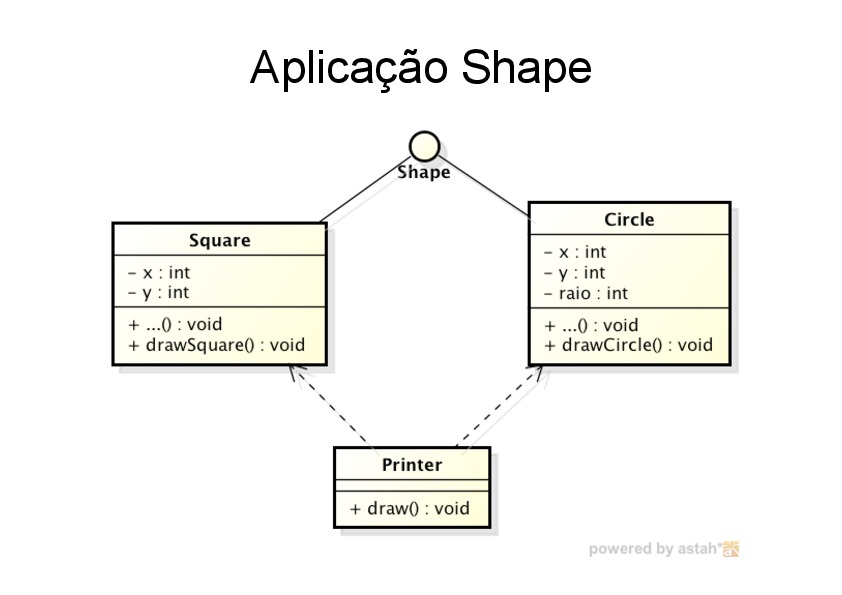 Aplicação Shape
Shape
Square
- x : int
- y : int
+ ...() : void
+ drawSquare() : void
Circle
- x : int
- y : int
- raio : int
+ ...() : void
+ drawCircle() : void
Printer
+ draw() : void
powered by astah*